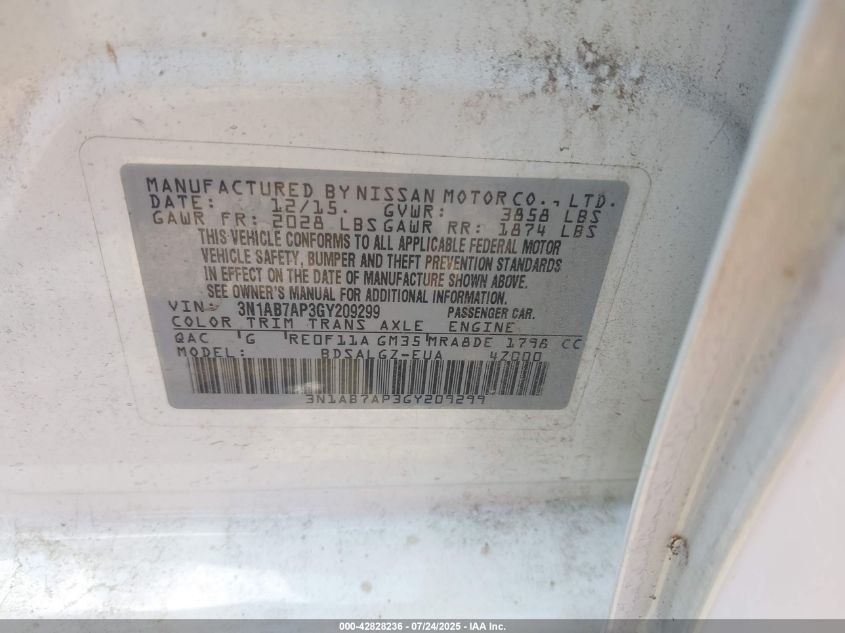 MANUFACTURED BY NISSAN MOTOR CO., LTD.
DATE: 12/15. GVWR: 3858 LBS
GAWR FR: 2028 LBS GAWR RR: 1874 LBS
THIS VEHICLE CONFORMS TO ALL APPLICABLE FEDERAL MOTOR
VEHICLE SAFETY, BUMPER AND THEFT PREVENTION STANDARDS
IN EFFECT ON THE DATE OF MANUFACTURE SHOWN ABOVE.
SEE OWNER'S MANUAL FOR ADDITIONAL INFORMATION.
VIN: 3N1AB7AP3GY209299 PASSENGER CAR.
COLOR TRIM TRANS AXLE ENGINE
QAC G RE0F11A GM35 MRA8DE 1798 CC
MODEL: BDSALGZ-EUA 47000
3N1AB7AP3GY209299
000-42828236 - 07/24/2025 - IAA Inc.